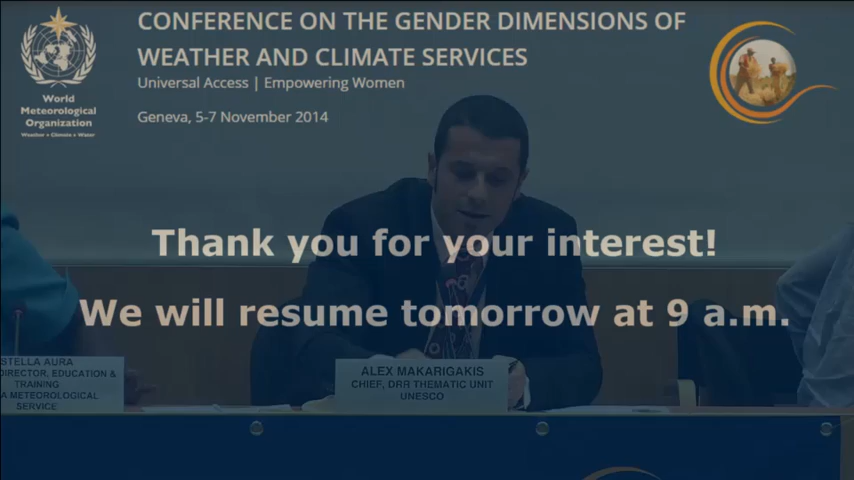 CONFERENCE ON THE GENDER DIMENSIONS OF
WEATHER AND CLIMATE SERVICES
Universal Access | Empowering Women
Geneva, 5-7 November 2014
World
Meteorological
Organization
Weather • Climate • Water
Thank you for your interest!
We will resume tomorrow at 9 a.m.
STELLA AURA
DIRECTOR, EDUCATION &
TRAINING
A METEOROLOGICAL
SERVICE
ALEX MAKARIGAKIS
CHIEF, DRR THEMATIC UNIT
UNESCO